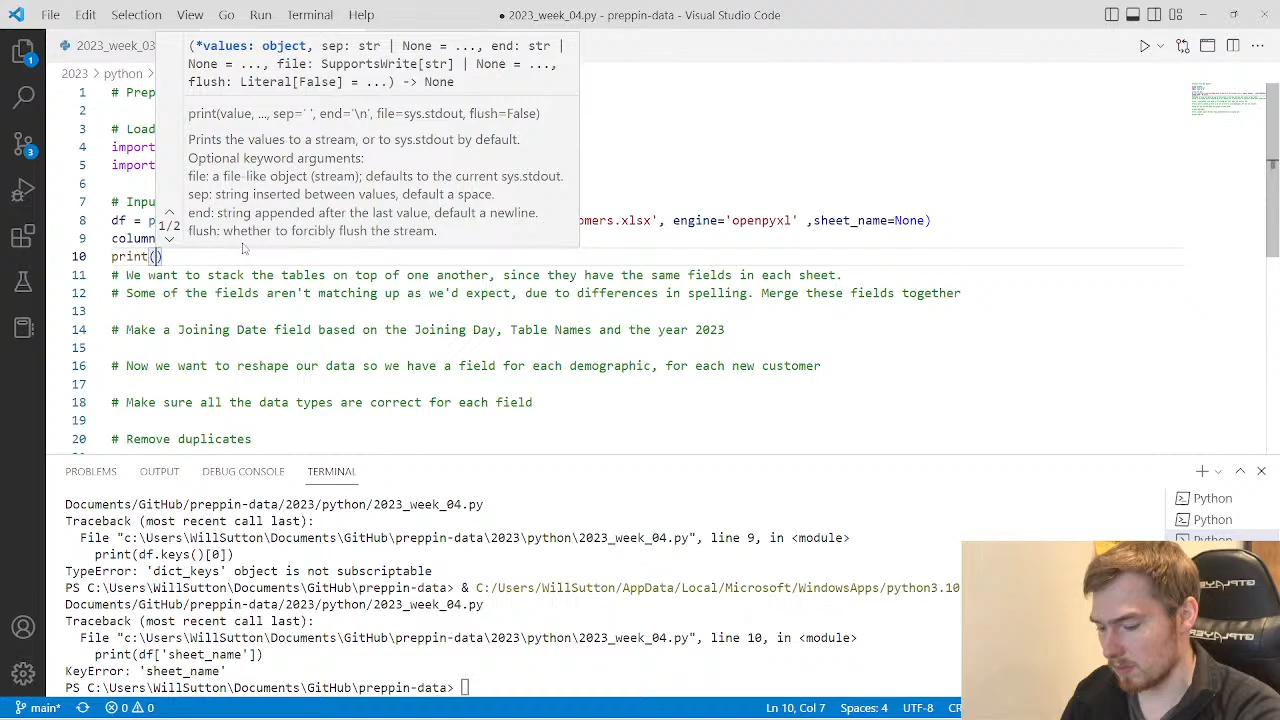 File Edit Selection View Go Run Terminal Help
● 2023_week_04.py - preppin-data - Visual Studio Code
2023_week_03
2023 > python >
(*values: object, sep: str | None = ..., end: str |
None = ..., file: SupportsWrite[str] | None = ...,
flush: Literal[False] = ...) -> None
Prints the values to a stream, or to sys.stdout by default.
Optional keyword arguments:
file: a file-like object (stream); defaults to the current sys.stdout.
sep: string inserted between values, default a space.
end: string appended after the last value, default a newline.
whether to forcibly flush the stream.
1/2
1 # Prep
2
3 # Load
4 import
5 import
6
7 # Inpu
8 df = p omers.xlsx', engine='openpyxl' ,sheet_name=None)
9 column
10 print()
11 # We want to stack the tables on top of one another, since they have the same fields in each sheet.
12 # Some of the fields aren't matching up as we'd expect, due to differences in spelling. Merge these fields together
13
14 # Make a Joining Date field based on the Joining Day, Table Names and the year 2023
15
16 # Now we want to reshape our data so we have a field for each demographic, for each new customer
17
18 # Make sure all the data types are correct for each field
19
20 # Remove duplicates
PROBLEMS OUTPUT DEBUG CONSOLE TERMINAL
Documents/GitHub/preppin-data/2023/python/2023_week_04.py
Traceback (most recent call last):
File "c:\Users\WillSutton\Documents\GitHub\preppin-data\2023\python\2023_week_04.py", line 9, in <module>
print(df.keys()[0])
TypeError: 'dict_keys' object is not subscriptable
PS C:\Users\WillSutton\Documents\GitHub\preppin-data> & C:/Users/WillSutton/AppData/Local/Microsoft/WindowsApps/python3.10
Documents/GitHub/preppin-data/2023/python/2023_week_04.py
Traceback (most recent call last):
File "c:\Users\WillSutton\Documents\GitHub\preppin-data\2023\python\2023_week_04.py", line 10, in <module>
print(df['sheet_name'])
KeyError: 'sheet_name'
PS C:\Users\WillSutton\Documents\GitHub\preppin-data>
Python
Python
Python
GTPLAYER
main* 0 0
Ln 10, Col 7 Spaces: 4 UTF-8 CR